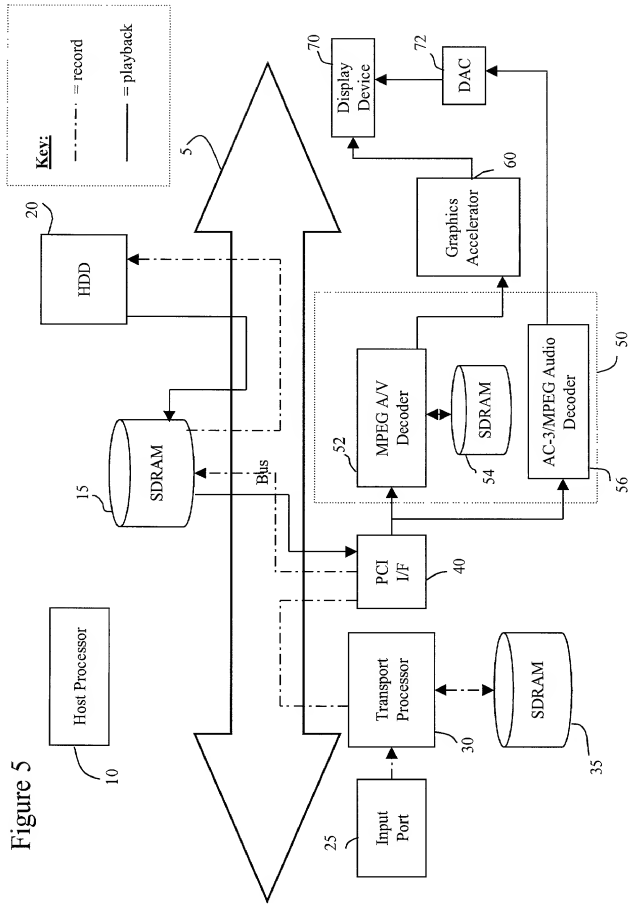 Figure 5
10
Host Processor
15
SDRAM
20
HDD
Key:
= record
= playback
5
Bus
25
Input
Port
30
Transport
Processor
35
SDRAM
40
PCI
I/F
52
MPEG A/V
Decoder
54
SDRAM
56
AC-3/MPEG Audio
Decoder
50
60
Graphics
Accelerator
70
Display
Device
72
DAC